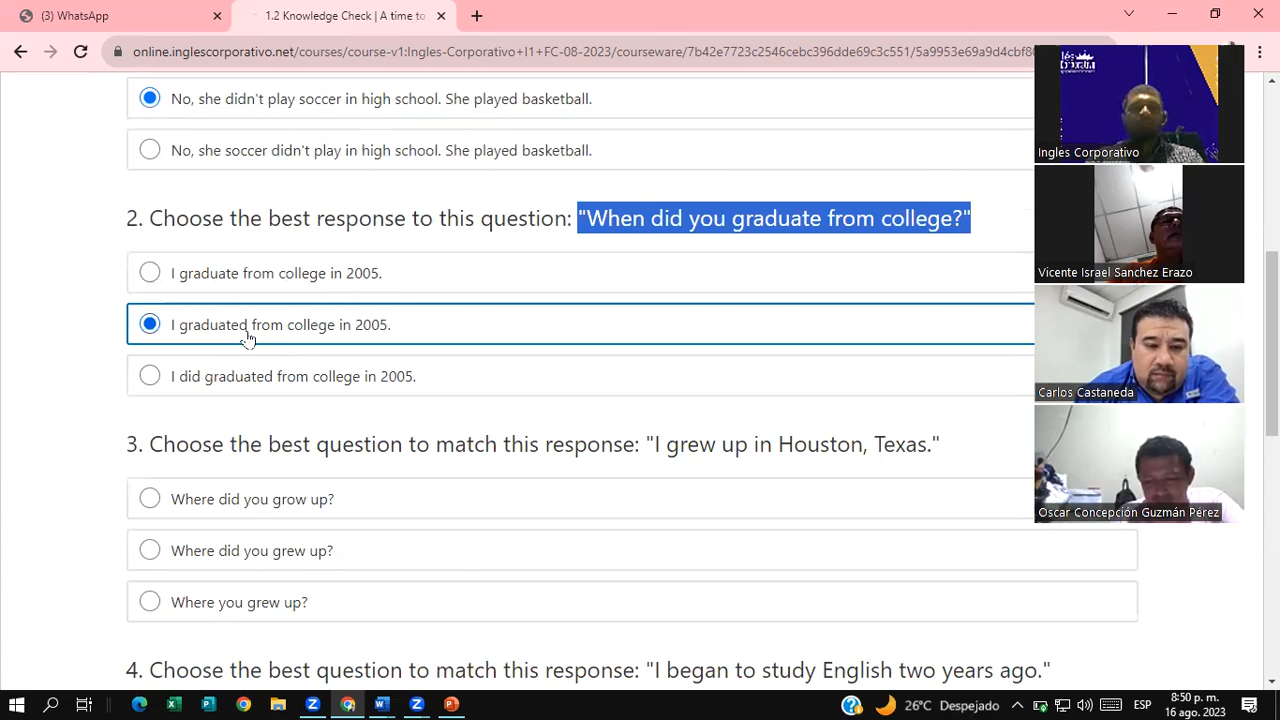 (3) WhatsApp
1.2 Knowledge Check | A time to
online.inglescorporativo.net/courses/course-v1:Ingles-Corporativo+I1+FC-08-2023/courseware/7b42e7723c2546cebc396dde69c3c551/5a9953e69a9d4cbf80
No, she didn't play soccer in high school. She played basketball.
No, she soccer didn't play in high school. She played basketball.
2. Choose the best response to this question: "When did you graduate from college?"
I graduate from college in 2005.
I graduated from college in 2005.
I did graduated from college in 2005.
3. Choose the best question to match this response: "I grew up in Houston, Texas."
Where did you grow up?
Where did you grew up?
Where you grew up?
4. Choose the best question to match this response: "I began to study English two years ago."
Ingles Corporativo
Vicente Israel Sanchez Erazo
Carlos Castaneda
Oscar Concepción Guzmán Pérez
26°C Despejado
ESP
8:50 p. m.
16 ago. 2023